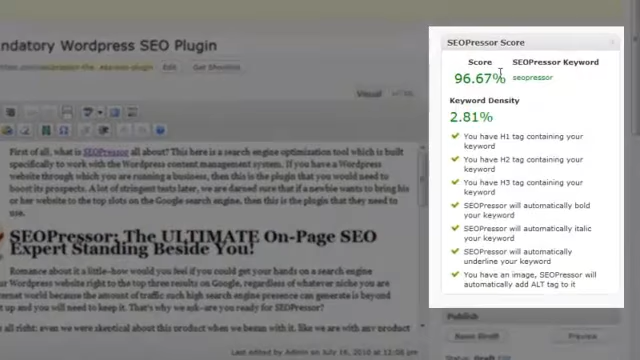 ndatory Wordpress SEO Plugin
Edit
Get Shortlink
Visual
HTML
First of all, what is SEOPressor all about? This here is a search engine optimization tool which is built
specifically to work with the Wordpress content management system. If you have a Wordpress
website through which you are running a business, then this is the plugin that you would need to
boost its prospects. A lot of stringent tests later, we are darned sure that if a newbie wants to bring his
or her website to the top slots on the Google search engine, then this is the plugin that they need to
use.
SEOPressor: The ULTIMATE On-Page SEO
Expert Standing Beside You!
Romance about it a little–how would you feel if you could get your hands on a search engine
ur Wordpress website right to the top three results on Google, regardless of whatever niche you are
ternet world because the amount of traffic such high search engine presence can generate is beyond
t up and you will need to keep it. That's why we ask–are you ready for SEOPressor?
all right: even we were skeptical about this product when we began with it. like we are with any product
Last edited by Admin on July 16, 2010 at 12:08 pm
SEOPressor Score
Score
SEOPressor Keyword
96.67%
seopressor
Keyword Density
2.81%
You have H1 tag containing your
keyword
You have H2 tag containing your
keyword
You have H3 tag containing your
keyword
SEOPressor will automatically bold
your keyword
SEOPressor will automatically italic
your keyword
SEOPressor will automatically
underline your keyword
You have an image, SEOPressor will
automatically add ALT tag to it
Publish
Save Draft
Preview
Status: Draft Edit